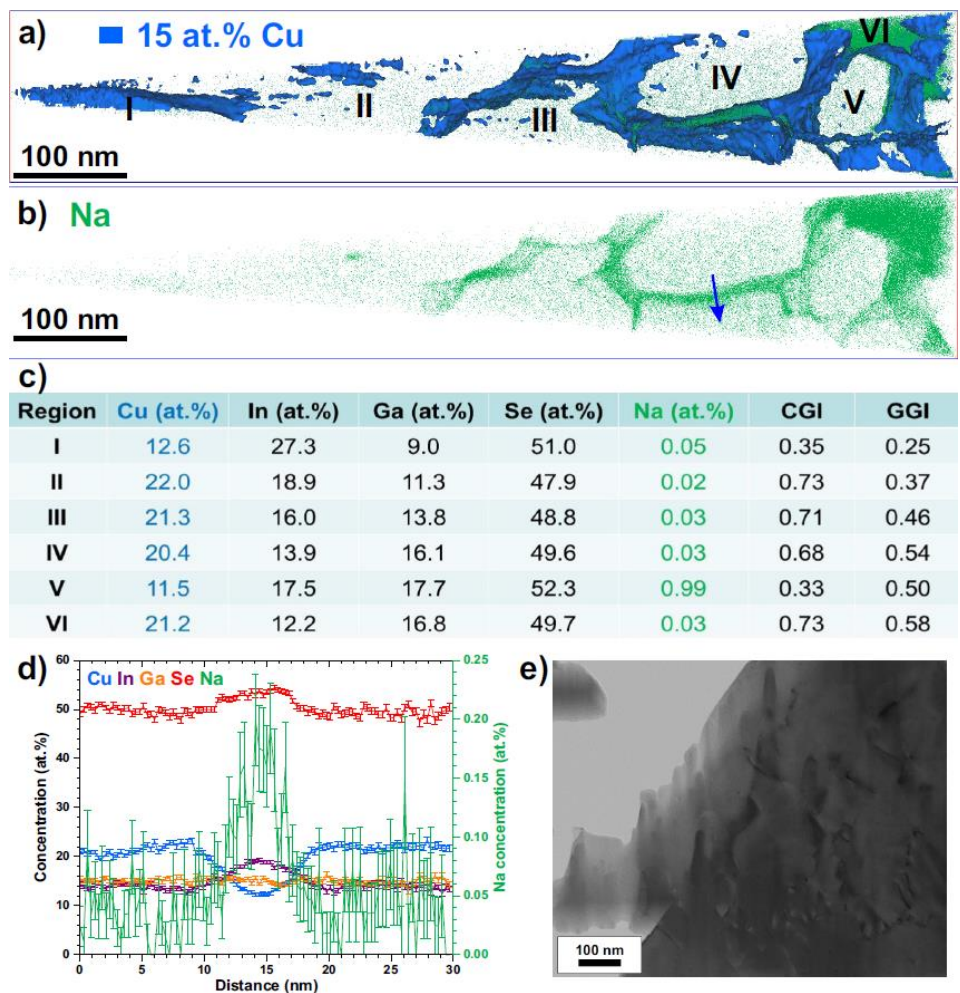 a) 15 at.% Cu
I II III IV V VI
100 nm
b) Na
100 nm
c)
Region Cu (at.%) In (at.%) Ga (at.%) Se (at.%) Na (at.%) CGI GGI
I 12.6 27.3 9.0 51.0 0.05 0.35 0.25
II 22.0 18.9 11.3 47.9 0.02 0.73 0.37
III 21.3 16.0 13.8 48.8 0.03 0.71 0.46
IV 20.4 13.9 16.1 49.6 0.03 0.68 0.54
V 11.5 17.5 17.7 52.3 0.99 0.33 0.50
VI 21.2 12.2 16.8 49.7 0.03 0.73 0.58
d)
Cu In Ga Se Na
Concentration (at.%)
60
50
40
30
20
10
0
0 5 10 15 20 25 30
Distance (nm)
0.25
0.20
0.15
0.10
0.05
0.00
Na concentration (at.%)
e)
100 nm